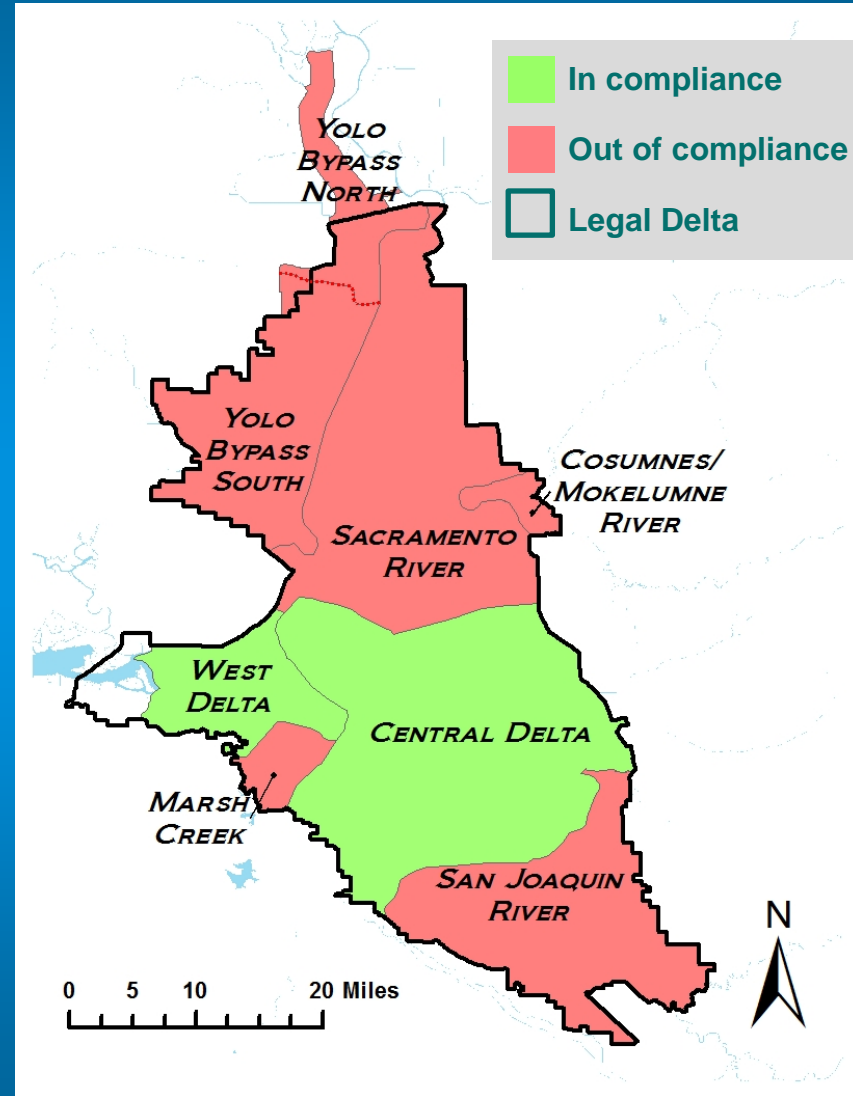 In compliance
Out of compliance
Legal Delta
YOLO
BYPASS
NORTH
YOLO
BYPASS
SOUTH
COSUMNES/
MOKELUMNE
RIVER
SACRAMENTO
RIVER
WEST
DELTA
CENTRAL DELTA
MARSH
CREEK
SAN JOAQUIN
RIVER
N
0 5 10 20 Miles